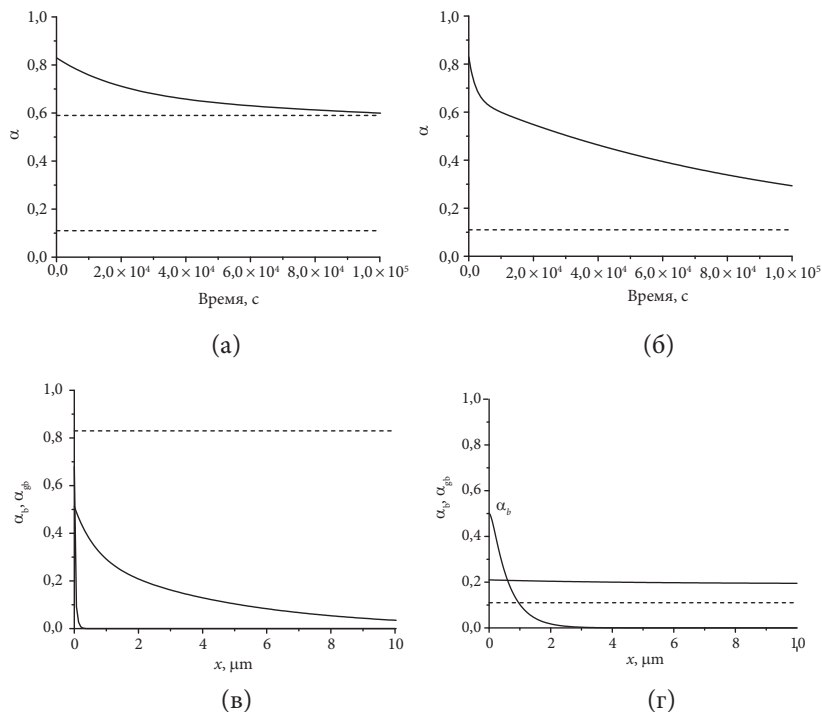 1,0
0,8
0,6
0,4
0,2
0,0
α
0,0
2,0 × 10⁴
4,0 × 10⁴
6,0 × 10⁴
8,0 × 10⁴
1,0 × 10⁵
Время, с
(а)
1,0
0,8
0,6
0,4
0,2
0,0
α
0,0
2,0 × 10⁴
4,0 × 10⁴
6,0 × 10⁴
8,0 × 10⁴
1,0 × 10⁵
Время, с
(б)
1,0
0,8
0,6
0,4
0,2
0,0
α_b, α_gb
0
2
4
6
8
10
x, μm
(в)
1,0
0,8
0,6
0,4
0,2
0,0
α_b, α_gb
α_b
0
2
4
6
8
10
x, μm
(г)